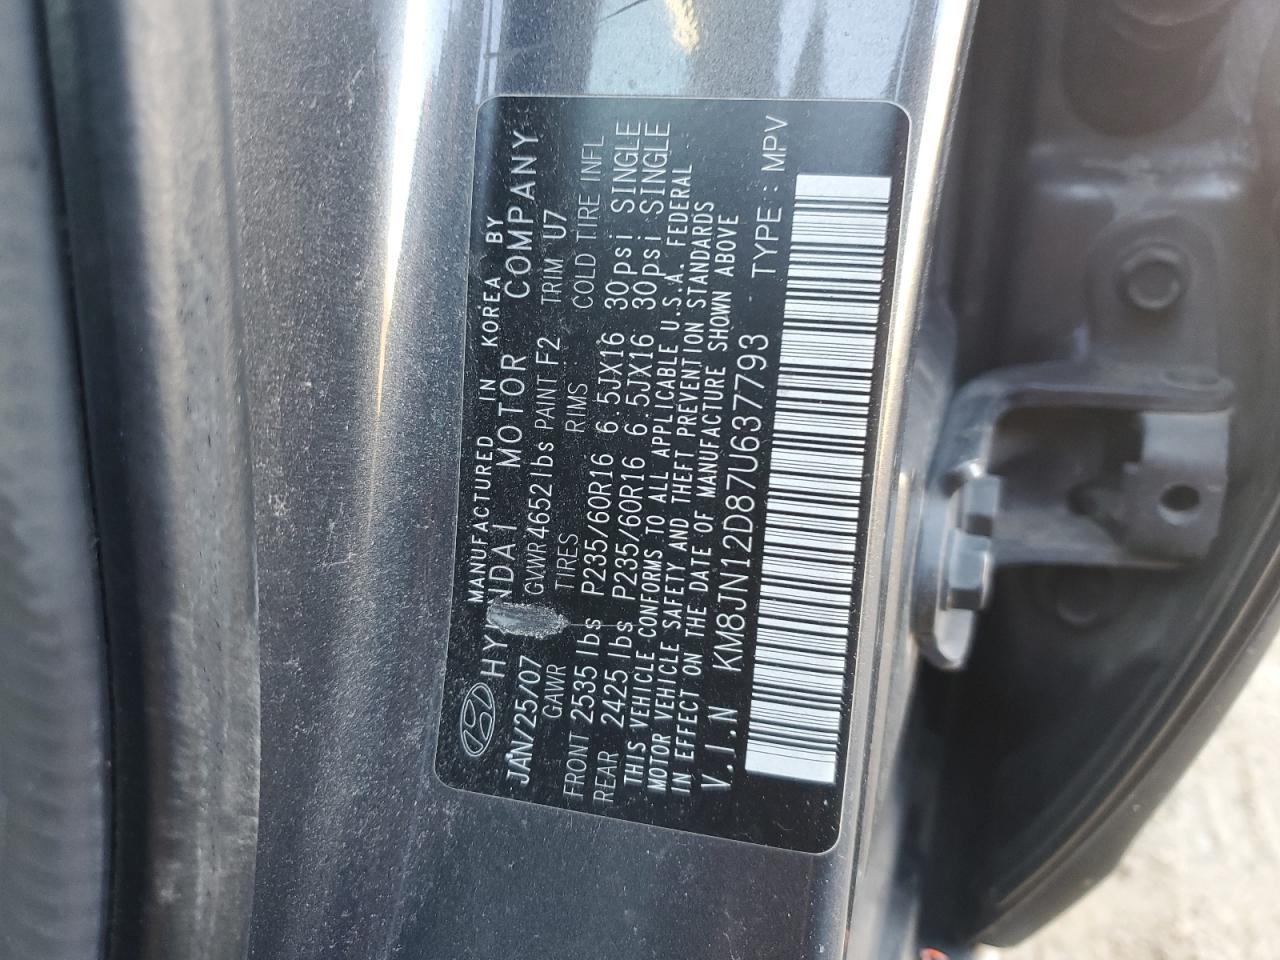 MANUFACTURED IN KOREA BY
HYUNDAI MOTOR COMPANY
JAN/25/07 GVWR 4652 lbs PAINT F2 TRIM U7
GAWR TIRES RIMS COLD TIRE INFL
FRONT 2535 lbs P235/60R16 6.5JX16 30psi SINGLE
REAR 2425 lbs P235/60R16 6.5JX16 30psi SINGLE
THIS VEHICLE CONFORMS TO ALL APPLICABLE U.S.A. FEDERAL
MOTOR VEHICLE SAFETY AND THEFT PREVENTION STANDARDS
IN EFFECT ON THE DATE OF MANUFACTURE SHOWN ABOVE
V.I.N KM8JN12D87U637793 TYPE : MPV